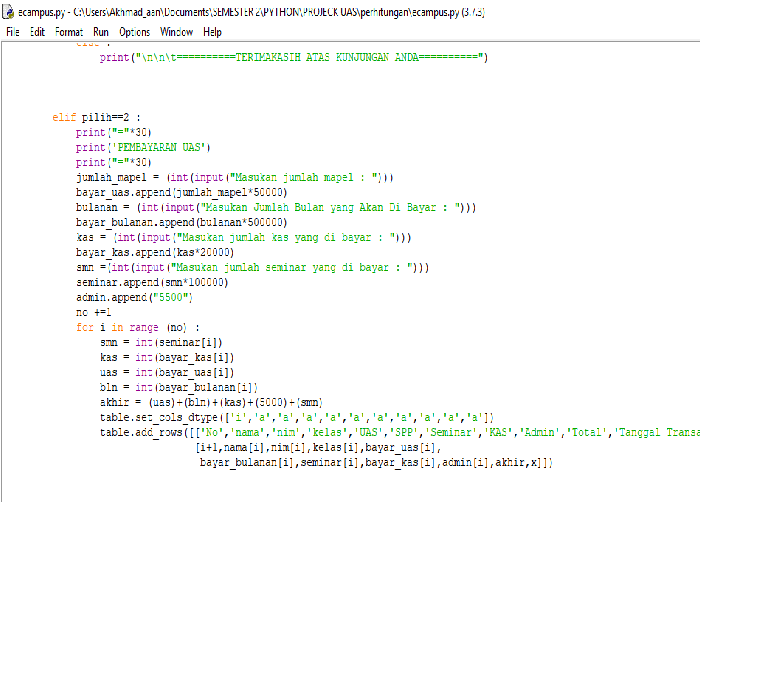 ecampus.py - C:\Users\Akhmad_aan\Documents\SEMESTER 2\PYTHON\PROJECK UAS\perhitungan\ecampus.py (3.7.3)
File Edit Format Run Options Window Help
print("\n\n\t==========TERIMAKASIH ATAS KUNJUNGAN ANDA==========")
elif pilih==2 :
print("="*30)
print('PEMBAYARAN UAS')
print("="*30)
jumlah_mapel = (int(input("Masukan jumlah mapel : ")))
bayar_uas.append(jumlah_mapel*50000)
bulanan = (int(input("Masukan Jumlah Bulan yang Akan Di Bayar : ")))
bayar_bulanan.append(bulanan*500000)
kas = (int(input("Masukan jumlah kas yang di bayar : ")))
bayar_kas.append(kas*20000)
smn =(int(input("Masukan jumlah seminar yang di bayar : ")))
seminar.append(smn*100000)
admin.append("5500")
no +=1
for i in range (no) :
smn = int(seminar[i])
kas = int(bayar_kas[i])
uas = int(bayar_uas[i])
bln = int(bayar_bulanan[i])
akhir = (uas)+(bln)+(kas)+(5000)+(smn)
table.set_cols_dtype(['i','a','a','a','a','a','a','a','a','a','a'])
table.add_rows([['No','nama','nim','kelas','UAS','SPP','Seminar','KAS','Admin','Total','Tanggal Transa
[i+1,nama[i],nim[i],kelas[i],bayar_uas[i],
bayar_bulanan[i],seminar[i],bayar_kas[i],admin[i],akhir,x]])